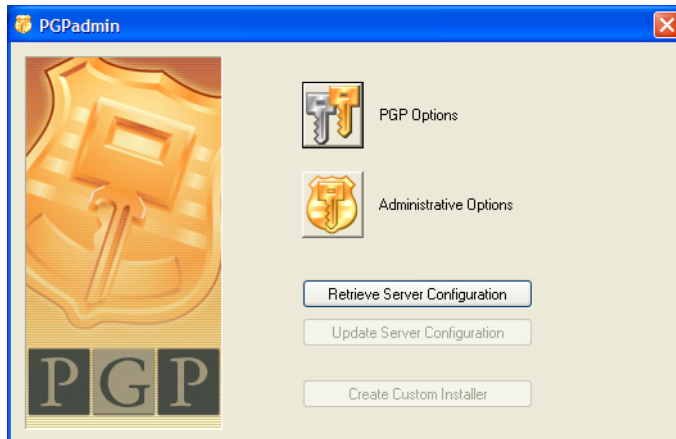 PGPadmin
PGP Options
Administrative Options
Retrieve Server Configuration
Update Server Configuration
Create Custom Installer
PGP